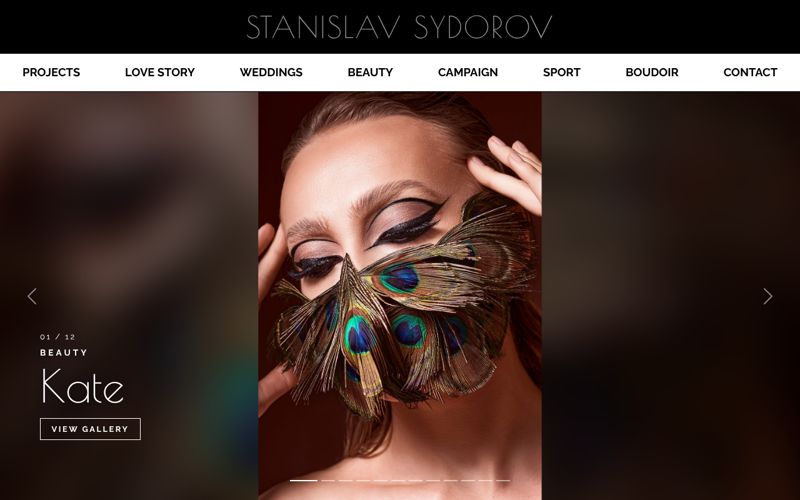 STANISLAV SYDOROV
PROJECTS LOVE STORY WEDDINGS BEAUTY CAMPAIGN SPORT BOUDOIR CONTACT
01 / 12
BEAUTY
Kate
VIEW GALLERY